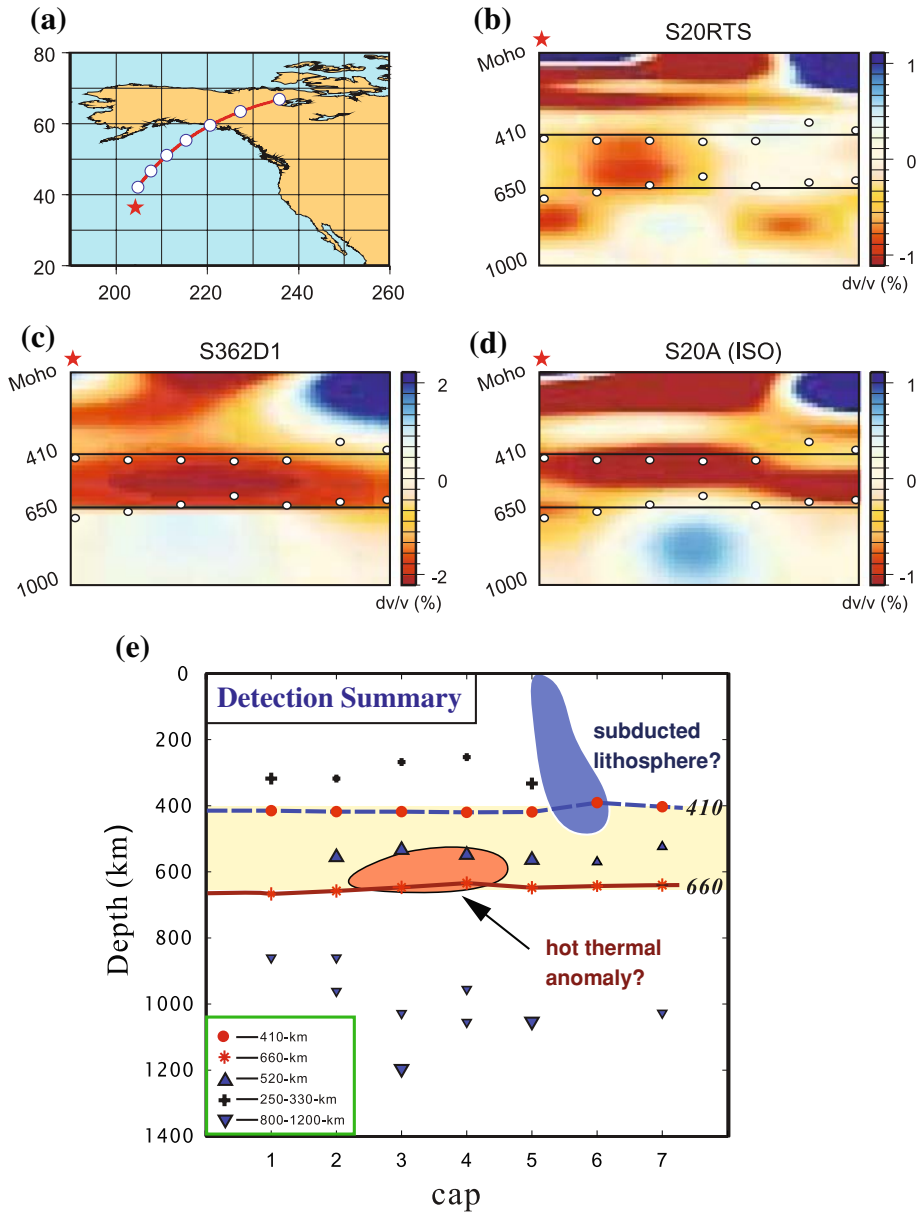 (a)
80
60
40
20
200
220
240
260
(b)
S20RTS
Moho
410
650
1000
1
0
-1
dv/v (%)
(c)
S362D1
Moho
410
650
1000
2
0
-2
dv/v (%)
(d)
S20A (ISO)
Moho
410
650
1000
1
0
-1
dv/v (%)
(e)
Detection Summary
subducted
lithosphere?
410
660
hot thermal
anomaly?
0
200
400
600
800
1000
1200
1400
Depth (km)
410-km
660-km
520-km
250-330-km
800-1200-km
1
2
3
4
5
6
7
cap